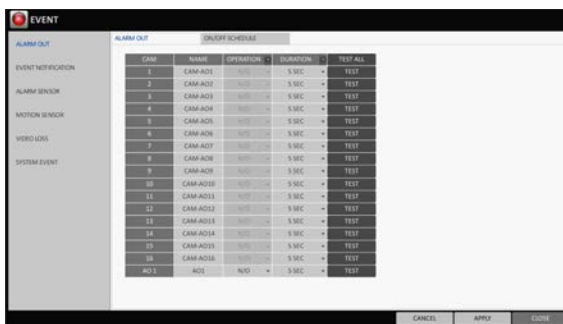 EVENT
ALARM OUT
EVENT NOTIFICATION
ALARM SENSOR
MOTION SENSOR
VIDEO LOSS
SYSTEM EVENT
ALARM OUT ON/OFF SCHEDULE
CAM NAME OPERATION DURATION TEST ALL
1 CAM-AO1 N/O 5 SEC TEST
2 CAM-AO2 N/O 5 SEC TEST
3 CAM-AO3 N/O 5 SEC TEST
4 CAM-AO4 N/O 5 SEC TEST
5 CAM-AO5 N/O 5 SEC TEST
6 CAM-AO6 N/O 5 SEC TEST
7 CAM-AO7 N/O 5 SEC TEST
8 CAM-AO8 N/O 5 SEC TEST
9 CAM-AO9 N/O 5 SEC TEST
10 CAM-AO10 N/O 5 SEC TEST
11 CAM-AO11 N/O 5 SEC TEST
12 CAM-AO12 N/O 5 SEC TEST
13 CAM-AO13 N/O 5 SEC TEST
14 CAM-AO14 N/O 5 SEC TEST
15 CAM-AO15 N/O 5 SEC TEST
16 CAM-AO16 N/O 5 SEC TEST
AO 1 AO1 N/O 5 SEC TEST
CANCEL APPLY CLOSE